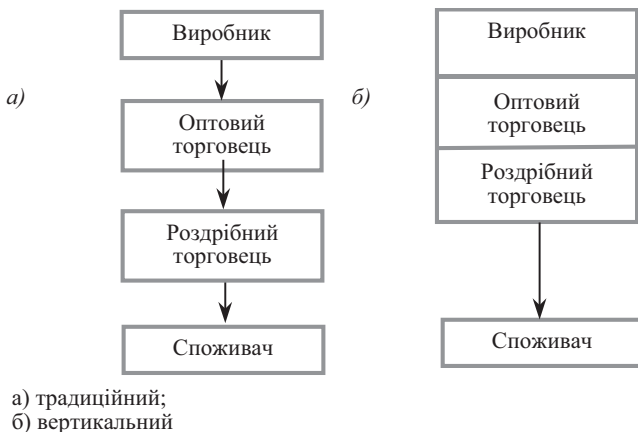 а)
Виробник
Оптовий
торговець
Роздрібний
торговець
Споживач
б)
Виробник
Оптовий
торговець
Роздрібний
торговець
Споживач
а) традиційний;
б) вертикальний